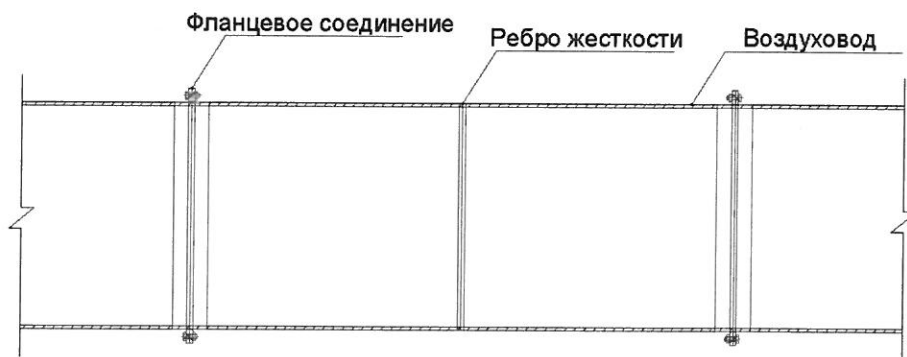 Фланцевое соединение
Ребро жесткости
Воздуховод